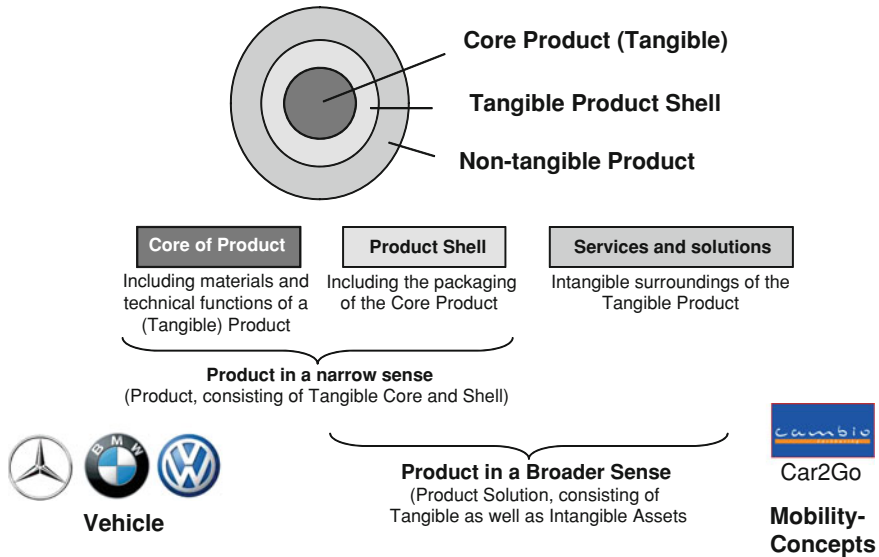 Core Product (Tangible)
Tangible Product Shell
Non-tangible Product
Core of Product
Including materials and
technical functions of a
(Tangible) Product
Product Shell
Including the packaging
of the Core Product
Services and solutions
Intangible surroundings of the
Tangible Product
Product in a narrow sense
(Product, consisting of Tangible Core and Shell)
BMW
Vehicle
Product in a Broader Sense
(Product Solution, consisting of
Tangible as well as Intangible Assets
cambio
Car2Go
Mobility-
Concepts